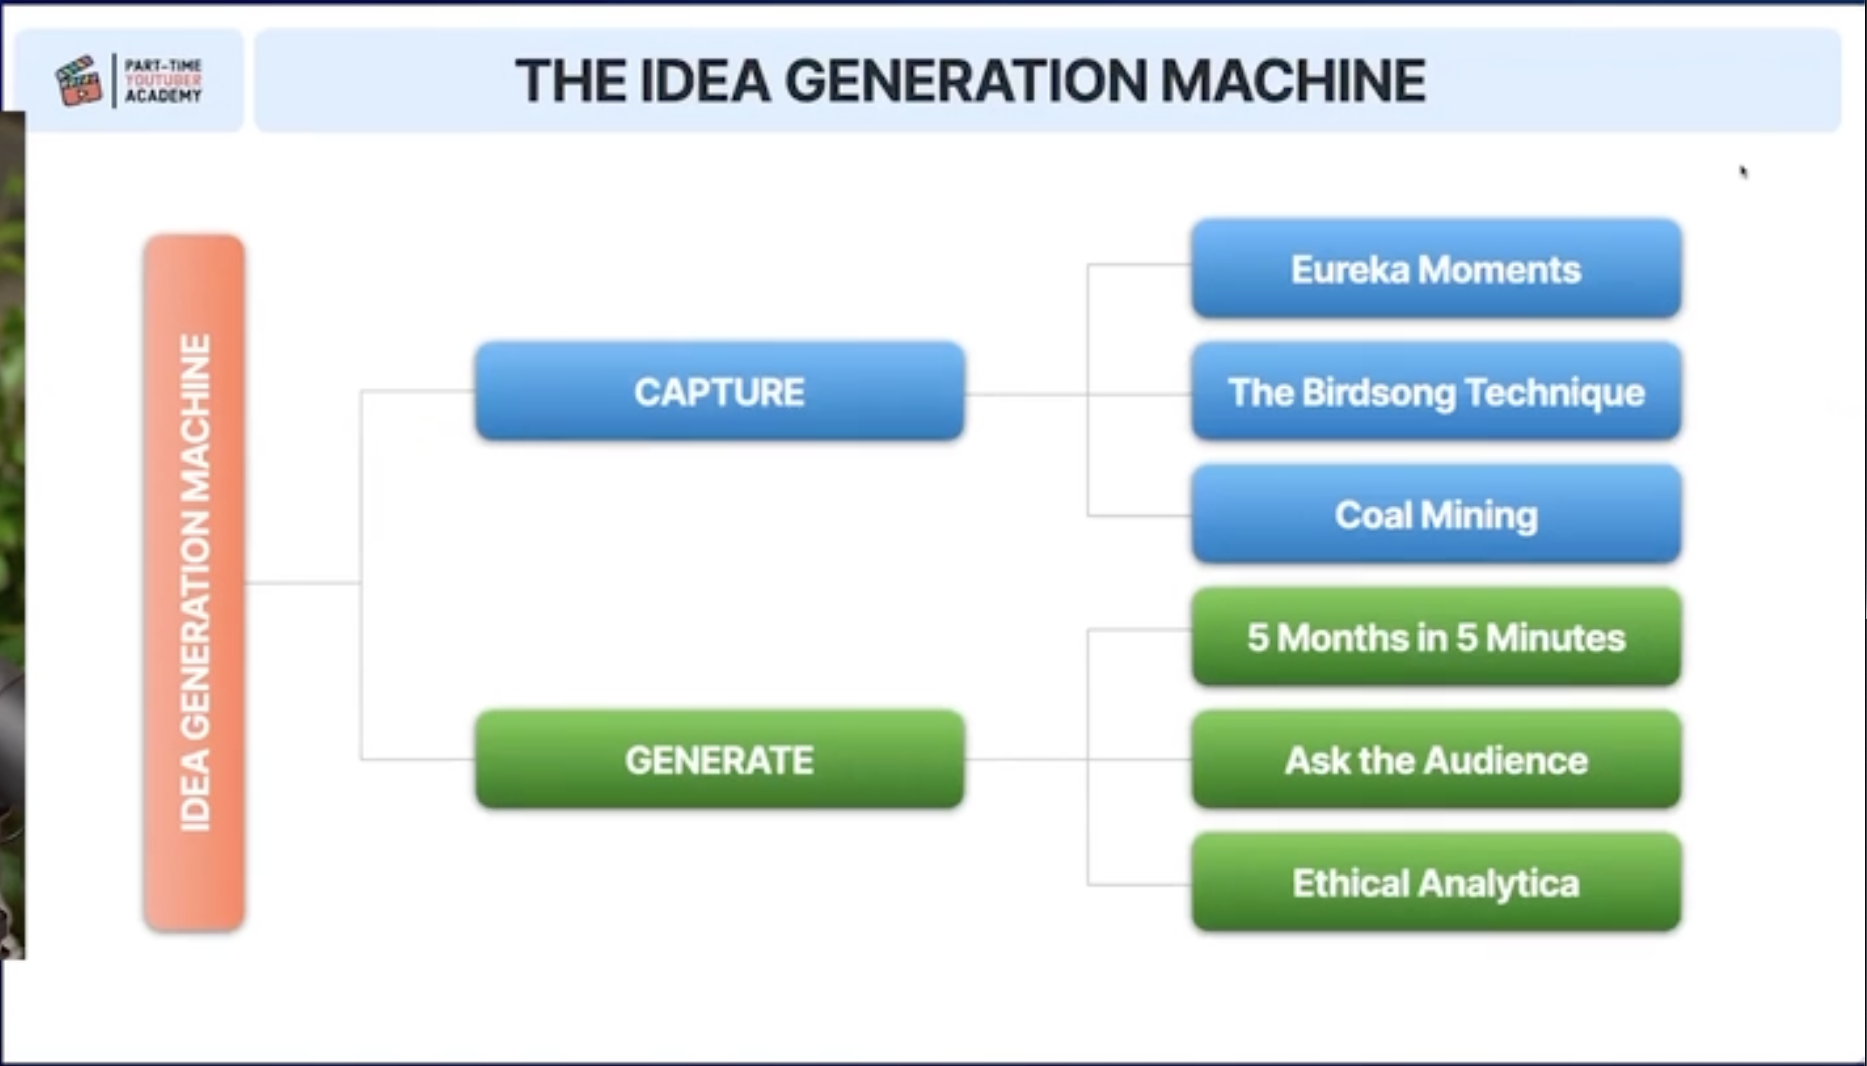 PART-TIME
YOUTUBER
ACADEMY
THE IDEA GENERATION MACHINE
IDEA GENERATION MACHINE
CAPTURE
Eureka Moments
The Birdsong Technique
Coal Mining
GENERATE
5 Months in 5 Minutes
Ask the Audience
Ethical Analytica